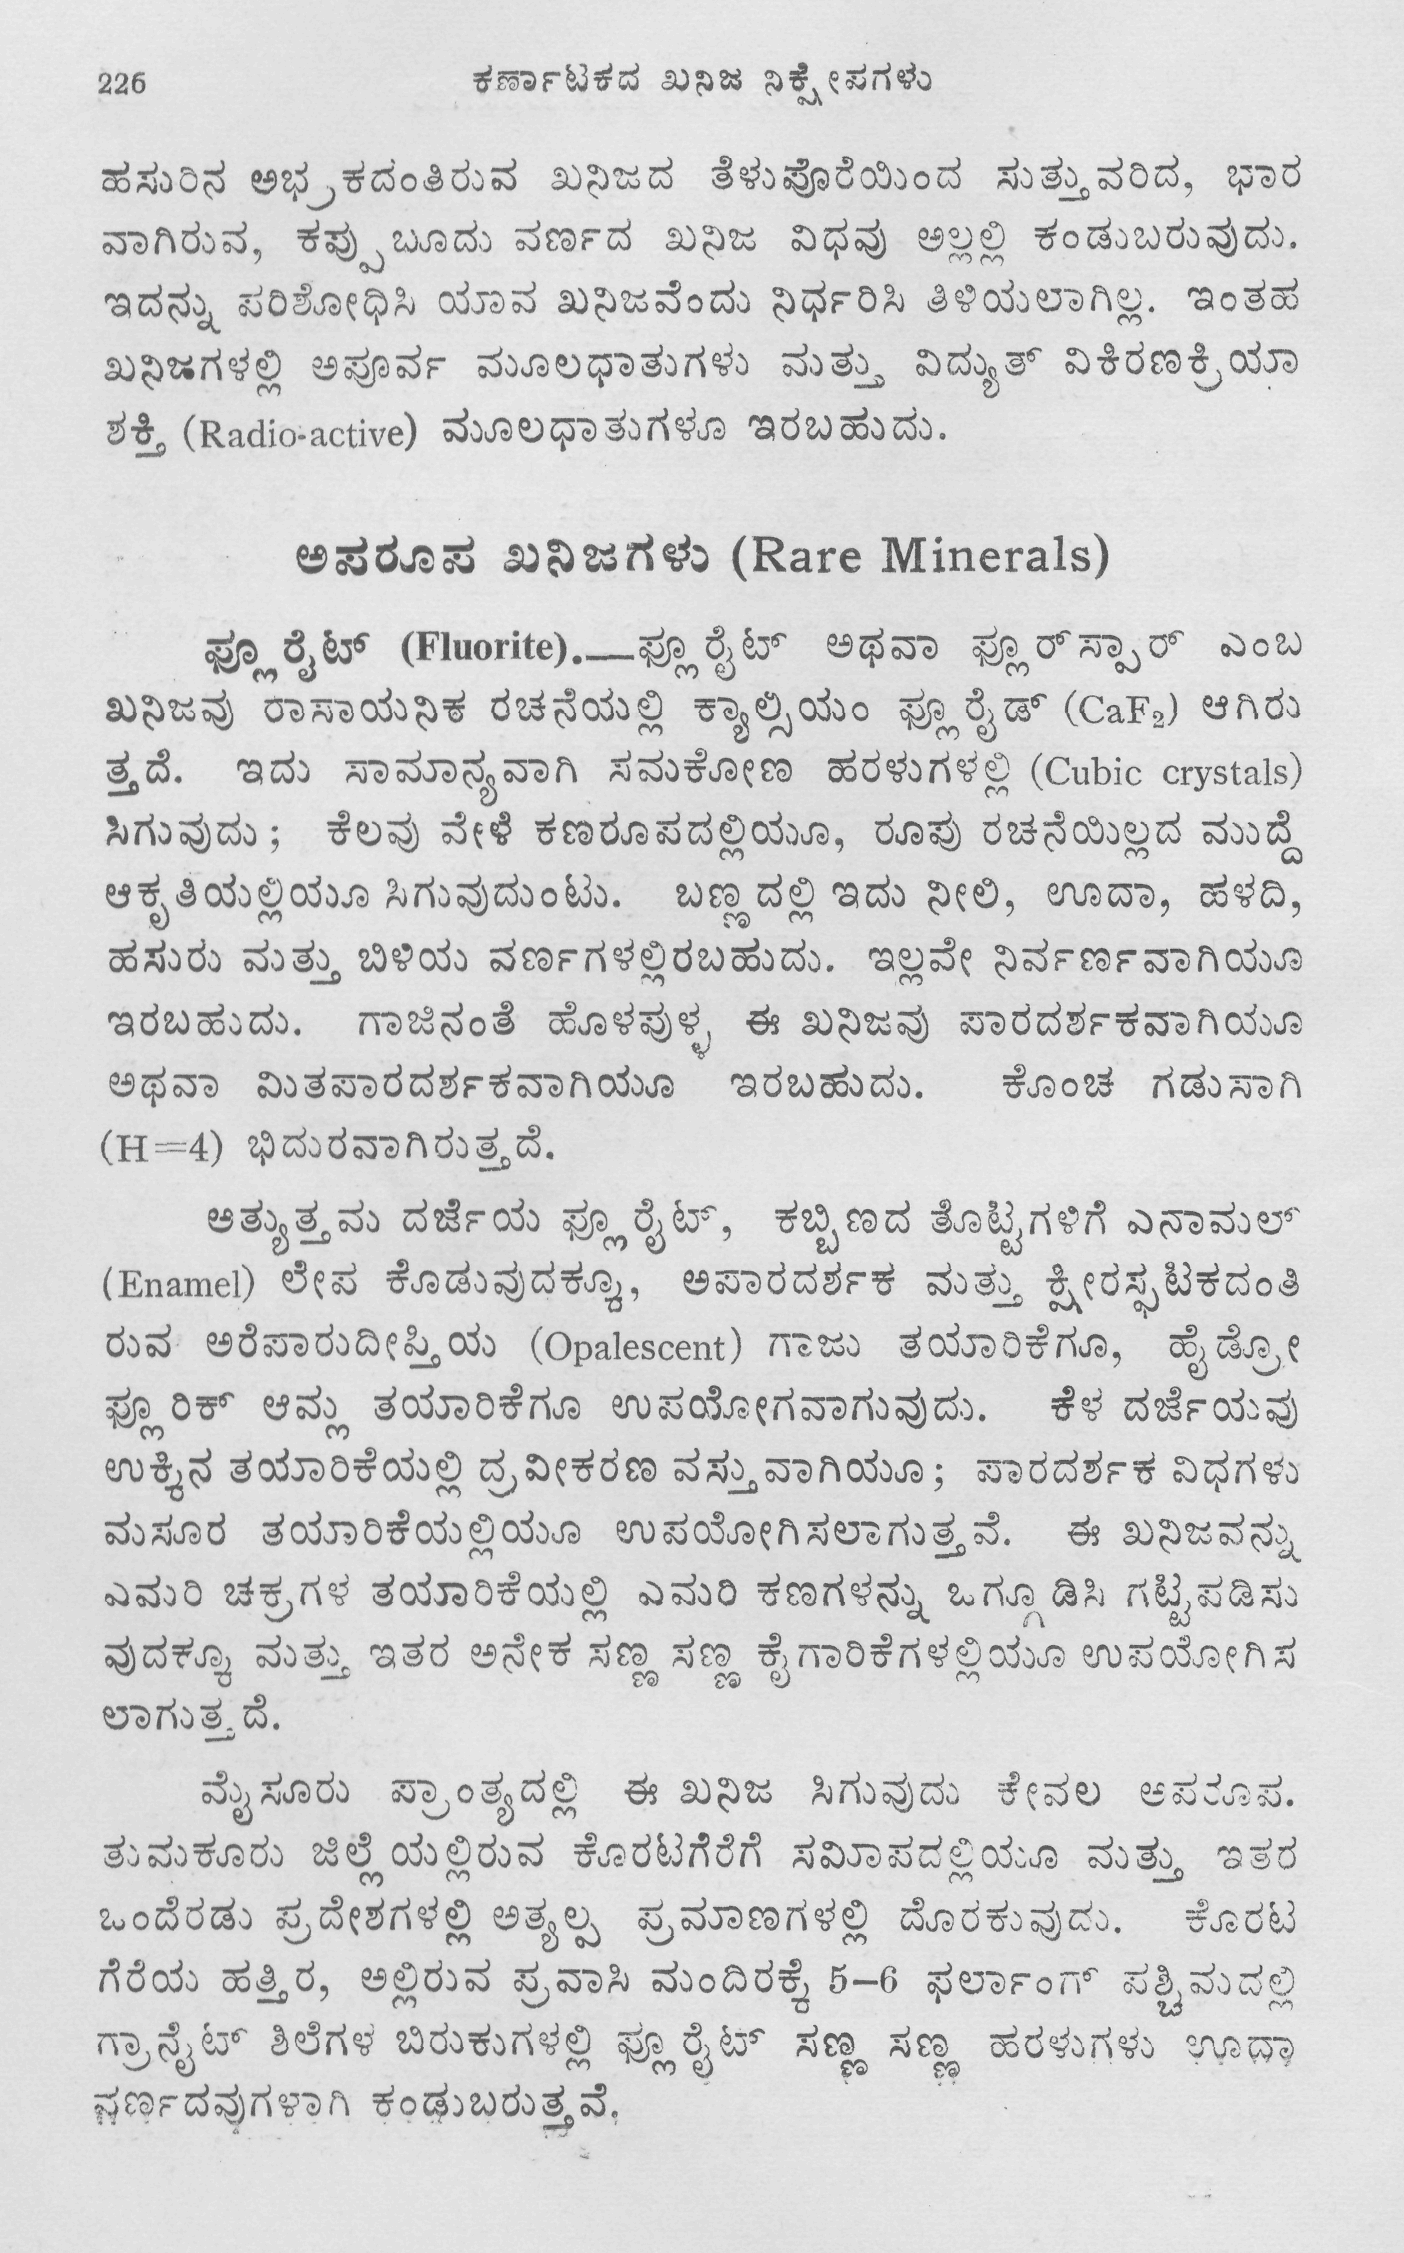 226 ಕರ್ಣಾಟಕದ ಖನಿಜ ನಿಕ್ಷೇಪಗಳು
ಹಸುರಿನ ಅಭ್ರಕದಂತಿರುವ ಖನಿಜದ ತೆಳುಪೊರೆಯಿಂದ ಸುತ್ತುವರಿದ, ಭಾರ
ವಾಗಿರುವ, ಕಪ್ಪುಬೂದು ವರ್ಣದ ಖನಿಜ ವಿಧವು ಅಲ್ಲಲ್ಲಿ ಕಂಡುಬರುವುದು.
ಇದನ್ನು ಪರಿಶೋಧಿಸಿ ಯಾವ ಖನಿಜವೆಂದು ನಿರ್ಧರಿಸಿ ತಿಳಿಯಲಾಗಿಲ್ಲ. ಇಂತಹ
ಖನಿಜಗಳಲ್ಲಿ ಅಪೂರ್ವ ಮೂಲಧಾತುಗಳು ಮತ್ತು ವಿದ್ಯುತ್ ವಿಕಿರಣಕ್ರಿಯಾ
ಶಕ್ತಿ (Radio-active) ಮೂಲಧಾತುಗಳೂ ಇರಬಹುದು.
ಅಪರೂಪ ಖನಿಜಗಳು (Rare Minerals)
ಫ್ಲೂರೈಟ್ (Fluorite).—ಫ್ಲೂರೈಟ್ ಅಥವಾ ಫ್ಲೂರ್‌ಸ್ಪಾರ್ ಎಂಬ
ಖನಿಜವು ರಾಸಾಯನಿಕ ರಚನೆಯಲ್ಲಿ ಕ್ಯಾಲ್ಸಿಯಂ ಫ್ಲೂರೈಡ್ (CaF₂) ಆಗಿರು
ತ್ತದೆ. ಇದು ಸಾಮಾನ್ಯವಾಗಿ ಸಮಕೋಣ ಹರಳುಗಳಲ್ಲಿ (Cubic crystals)
ಸಿಗುವುದು ; ಕೆಲವು ವೇಳೆ ಕಣರೂಪದಲ್ಲಿಯೂ, ರೂಪು ರಚನೆಯಿಲ್ಲದ ಮುದ್ದೆ
ಆಕೃತಿಯಲ್ಲಿಯೂ ಸಿಗುವುದುಂಟು. ಬಣ್ಣದಲ್ಲಿ ಇದು ನೀಲಿ, ಊದಾ, ಹಳದಿ,
ಹಸುರು ಮತ್ತು ಬಿಳಿಯ ವರ್ಣಗಳಲ್ಲಿರಬಹುದು. ಇಲ್ಲವೇ ನಿರ್ವರ್ಣವಾಗಿಯೂ
ಇರಬಹುದು. ಗಾಜಿನಂತೆ ಹೊಳಪುಳ್ಳ ಈ ಖನಿಜವು ಪಾರದರ್ಶಕವಾಗಿಯೂ
ಅಥವಾ ಮಿತಪಾರದರ್ಶಕವಾಗಿಯೂ ಇರಬಹುದು. ಕೊಂಚ ಗಡುಸಾಗಿ
(H=4) ಭಿದುರವಾಗಿರುತ್ತದೆ.
ಅತ್ಯುತ್ತಮ ದರ್ಜೆಯ ಫ್ಲೂರೈಟ್, ಕಬ್ಬಿಣದ ತೊಟ್ಟಿಗಳಿಗೆ ಎನಾಮಲ್
(Enamel) ಲೇಪ ಕೊಡುವುದಕ್ಕೂ, ಅಪಾರದರ್ಶಕ ಮತ್ತು ಕ್ಷೀರಸ್ಫಟಿಕದಂತಿ
ರುವ ಅರೆಪಾರುದೀಪ್ತಿಯ (Opalescent) ಗಾಜು ತಯಾರಿಕೆಗೂ, ಹೈಡ್ರೋ
ಫ್ಲೂರಿಕ್ ಆಮ್ಲ ತಯಾರಿಕೆಗೂ ಉಪಯೋಗವಾಗುವುದು. ಕೆಳ ದರ್ಜೆಯವು
ಉಕ್ಕಿನ ತಯಾರಿಕೆಯಲ್ಲಿ ದ್ರವೀಕರಣ ವಸ್ತುವಾಗಿಯೂ ; ಪಾರದರ್ಶಕ ವಿಧಗಳು
ಮಸೂರ ತಯಾರಿಕೆಯಲ್ಲಿಯೂ ಉಪಯೋಗಿಸಲಾಗುತ್ತವೆ. ಈ ಖನಿಜವನ್ನು
ಎಮರಿ ಚಕ್ರಗಳ ತಯಾರಿಕೆಯಲ್ಲಿ ಎಮರಿ ಕಣಗಳನ್ನು ಒಗ್ಗೂಡಿಸಿ ಗಟ್ಟಿಪಡಿಸು
ವುದಕ್ಕೂ ಮತ್ತು ಇತರ ಅನೇಕ ಸಣ್ಣ ಸಣ್ಣ ಕೈಗಾರಿಕೆಗಳಲ್ಲಿಯೂ ಉಪಯೋಗಿಸ
ಲಾಗುತ್ತದೆ.
ಮೈಸೂರು ಪ್ರಾಂತ್ಯದಲ್ಲಿ ಈ ಖನಿಜ ಸಿಗುವುದು ಕೇವಲ ಅಪರೂಪ.
ತುಮಕೂರು ಜಿಲ್ಲೆಯಲ್ಲಿರುವ ಕೊರಟಗೆರೆಗೆ ಸಮೀಪದಲ್ಲಿಯೂ ಮತ್ತು ಇತರ
ಒಂದೆರಡು ಪ್ರದೇಶಗಳಲ್ಲಿ ಅತ್ಯಲ್ಪ ಪ್ರಮಾಣಗಳಲ್ಲಿ ದೊರಕುವುದು. ಕೊರಟ
ಗೆರೆಯ ಹತ್ತಿರ, ಅಲ್ಲಿರುವ ಪ್ರವಾಸಿ ಮಂದಿರಕ್ಕೆ 5–6 ಫರ್ಲಾಂಗ್ ಪಶ್ಚಿಮದಲ್ಲಿ
ಗ್ರಾನೈಟ್ ಶಿಲೆಗಳ ಬಿರುಕುಗಳಲ್ಲಿ ಫ್ಲೂರೈಟ್ ಸಣ್ಣ ಸಣ್ಣ ಹರಳುಗಳು ಊದಾ
ವರ್ಣದವುಗಳಾಗಿ ಕಂಡುಬರುತ್ತವೆ.